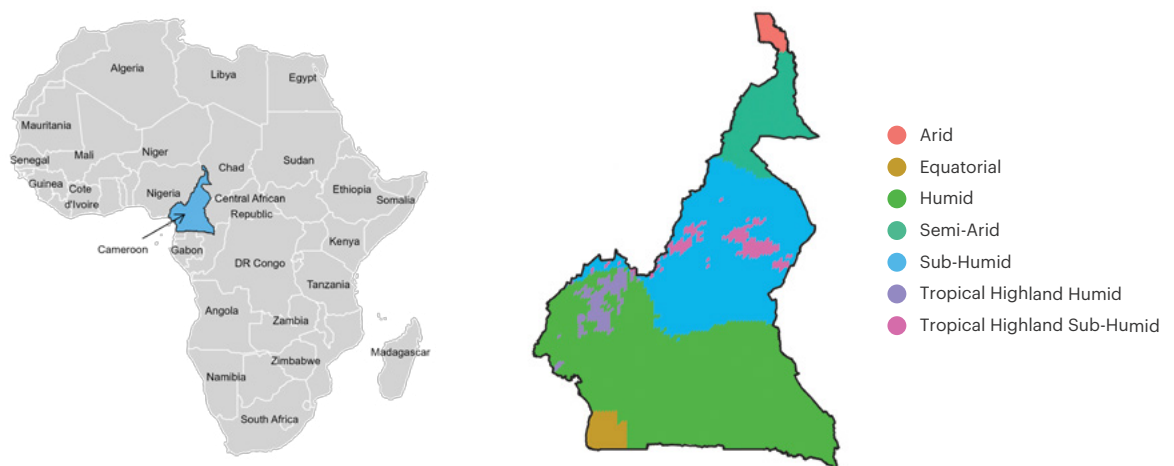 Algeria
Libya
Egypt
Mauritania
Mali
Niger
Senegal
Chad
Sudan
Guinea
Cote
d'Ivoire
Nigeria
Ethiopia
Central African
Republic
Somalia
Cameroon
Gabon
Kenya
DR Congo
Tanzania
Angola
Zambia
Madagascar
Zimbabwe
Namibia
South Africa
Arid
Equatorial
Humid
Semi-Arid
Sub-Humid
Tropical Highland Humid
Tropical Highland Sub-Humid